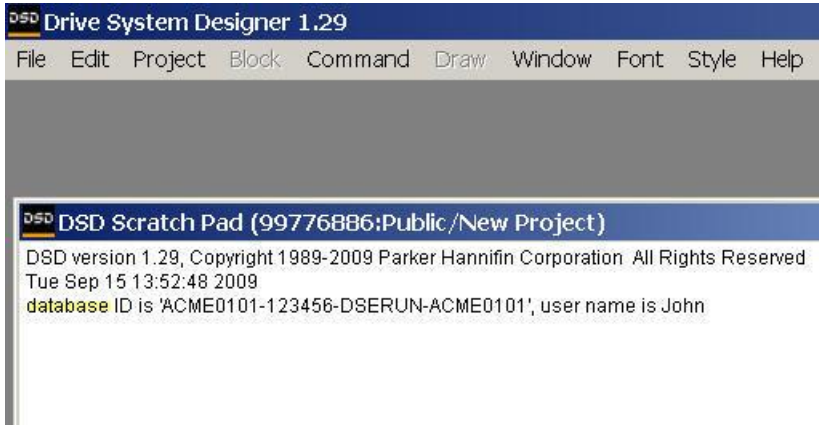 DSD Drive System Designer 1.29
File Edit Project Block Command Draw Window Font Style Help
DSD DSD Scratch Pad (99776886:Public/New Project)
DSD version 1.29, Copyright 1989-2009 Parker Hannifin Corporation All Rights Reserved
Tue Sep 15 13:52:48 2009
database ID is 'ACME0101-123456-DSERUN-ACME0101', user name is John